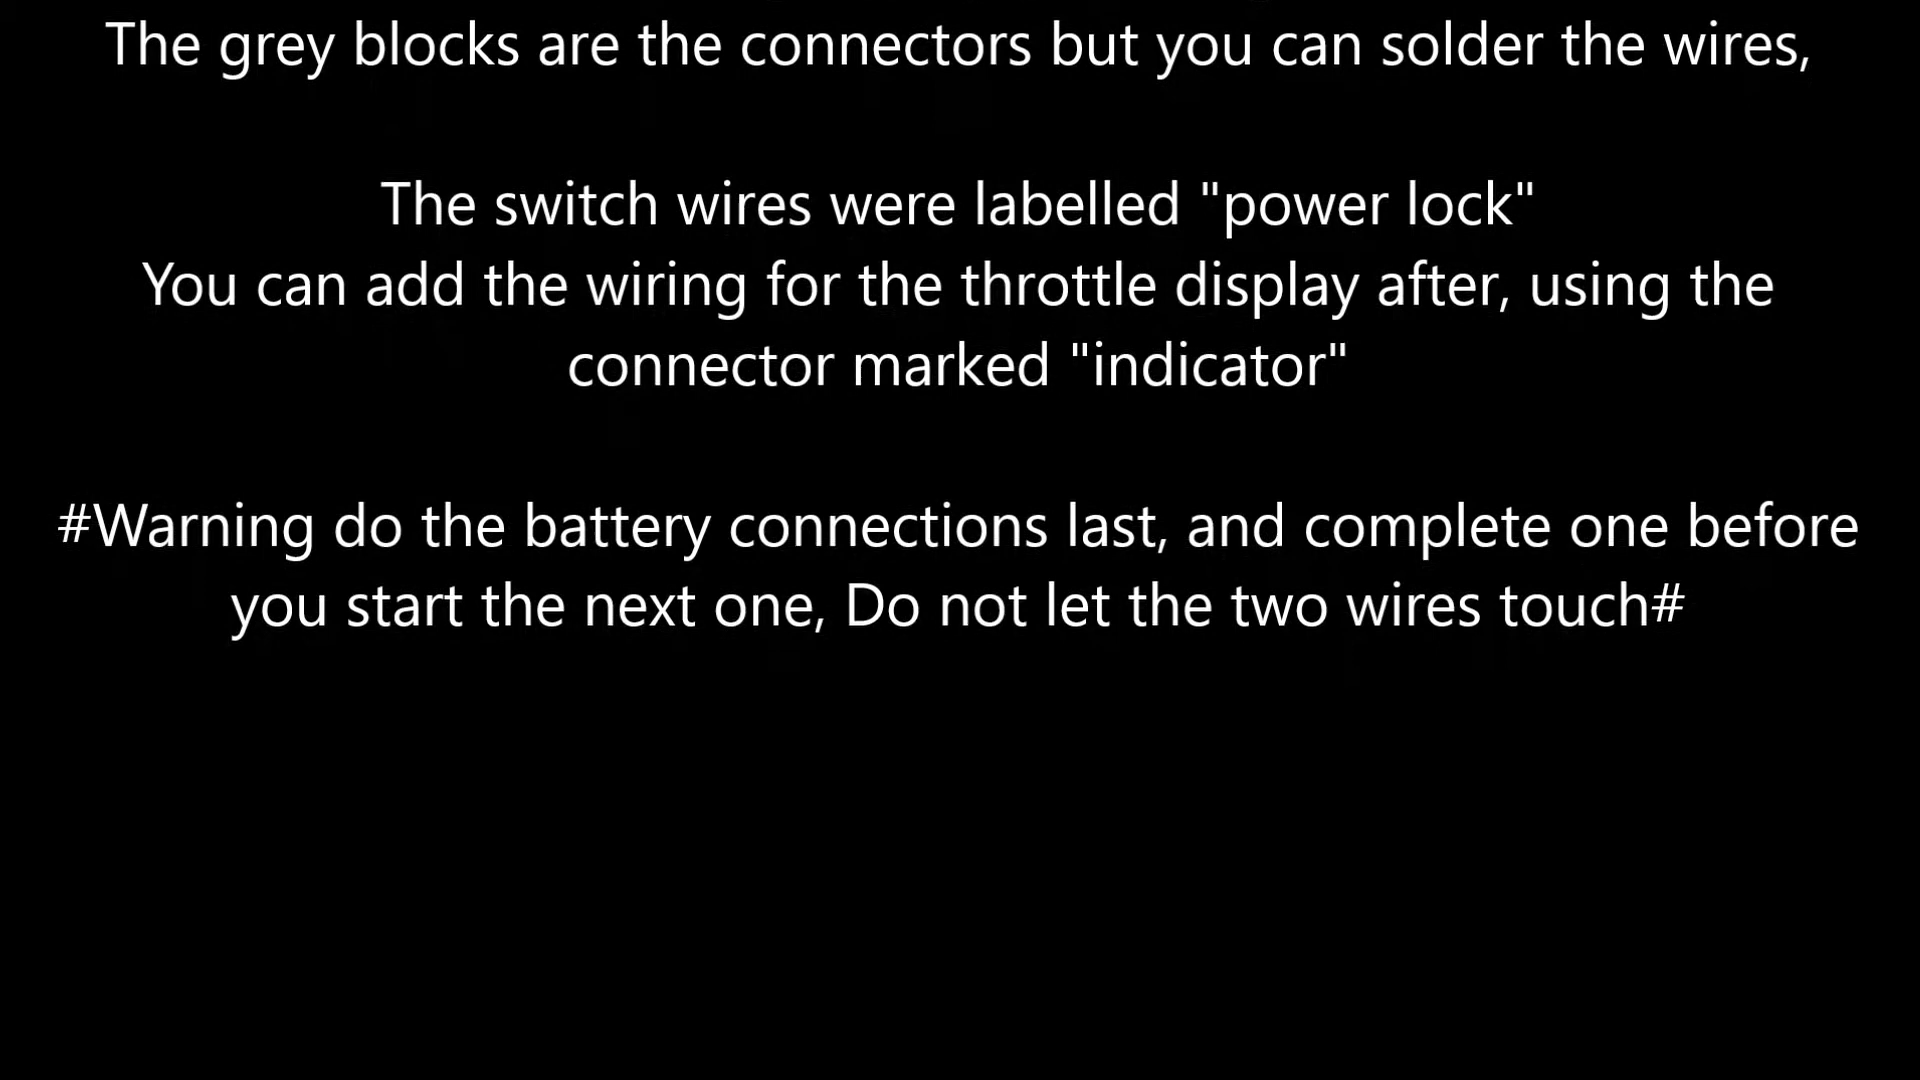 The grey blocks are the connectors but you can solder the wires,
The switch wires were labelled "power lock"
You can add the wiring for the throttle display after, using the
connector marked "indicator"
#Warning do the battery connections last, and complete one before
you start the next one, Do not let the two wires touch#